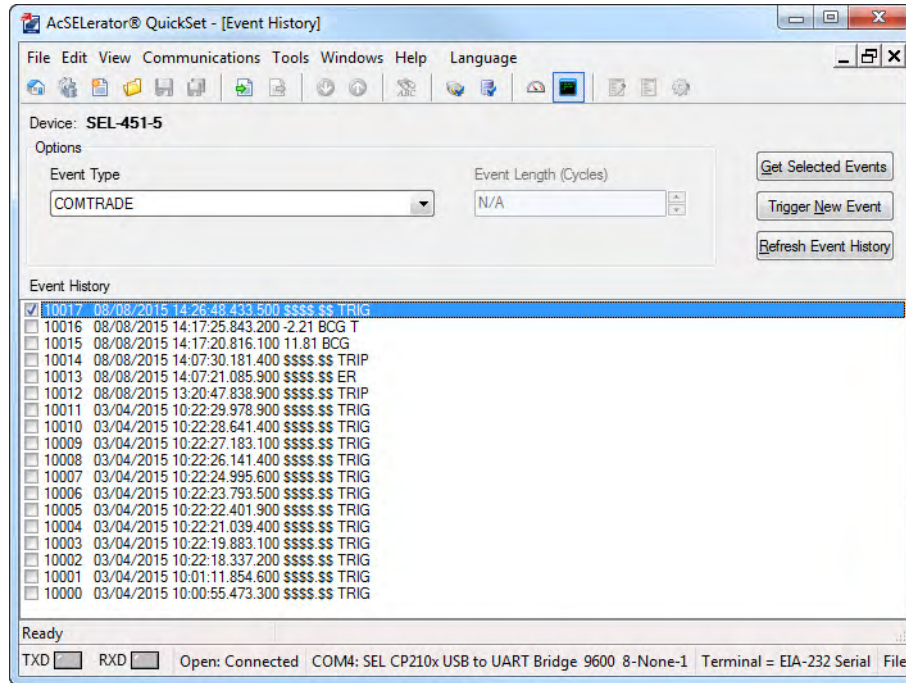 AcSELerator® QuickSet - [Event History]
File Edit View Communications Tools Windows Help Language
Device: SEL-451-5
Options
Event Type
Event Length (Cycles)
COMTRADE
N/A
Get Selected Events
Trigger New Event
Refresh Event History
Event History
10017 08/08/2015 14:26:48.433.500 $$$$.$$ TRIG
10016 08/08/2015 14:17:25.843.200 -2.21 BCG T
10015 08/08/2015 14:17:20.816.100 11.81 BCG
10014 08/08/2015 14:07:30.181.400 $$$$.$$ TRIP
10013 08/08/2015 14:07:21.085.900 $$$$.$$ ER
10012 08/08/2015 13:20:47.838.900 $$$$.$$ TRIP
10011 03/04/2015 10:22:29.978.900 $$$$.$$ TRIG
10010 03/04/2015 10:22:28.641.400 $$$$.$$ TRIG
10009 03/04/2015 10:22:27.183.100 $$$$.$$ TRIG
10008 03/04/2015 10:22:26.141.400 $$$$.$$ TRIG
10007 03/04/2015 10:22:24.995.600 $$$$.$$ TRIG
10006 03/04/2015 10:22:23.793.500 $$$$.$$ TRIG
10005 03/04/2015 10:22:22.401.900 $$$$.$$ TRIG
10004 03/04/2015 10:22:21.039.400 $$$$.$$ TRIG
10003 03/04/2015 10:22:19.883.100 $$$$.$$ TRIG
10002 03/04/2015 10:22:18.337.200 $$$$.$$ TRIG
10001 03/04/2015 10:01:11.854.600 $$$$.$$ TRIG
10000 03/04/2015 10:00:55.473.300 $$$$.$$ TRIG
Ready
TXD RXD Open: Connected COM4: SEL CP210x USB to UART Bridge 9600 8-None-1 Terminal = EIA-232 Serial File